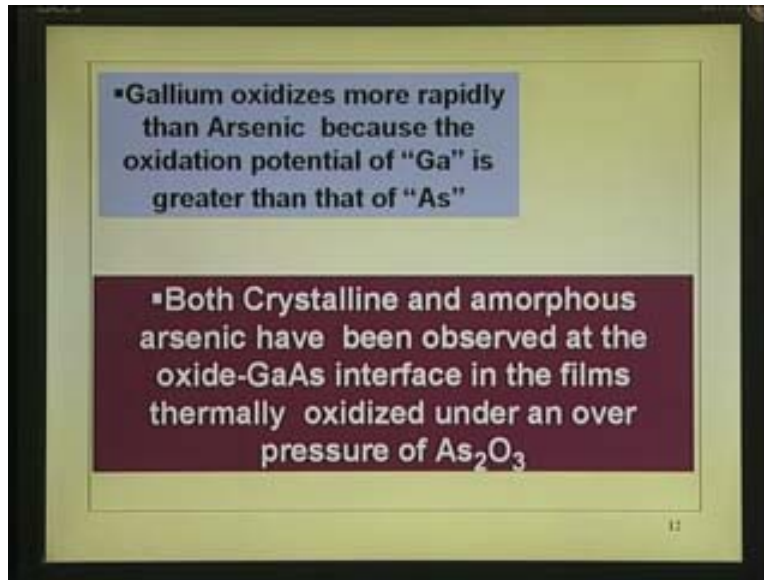 ▪Gallium oxidizes more rapidly
than Arsenic because the
oxidation potential of “Ga” is
greater than that of “As”
▪Both Crystalline and amorphous
arsenic have been observed at the
oxide-GaAs interface in the films
thermally oxidized under an over
pressure of As₂O₃
12